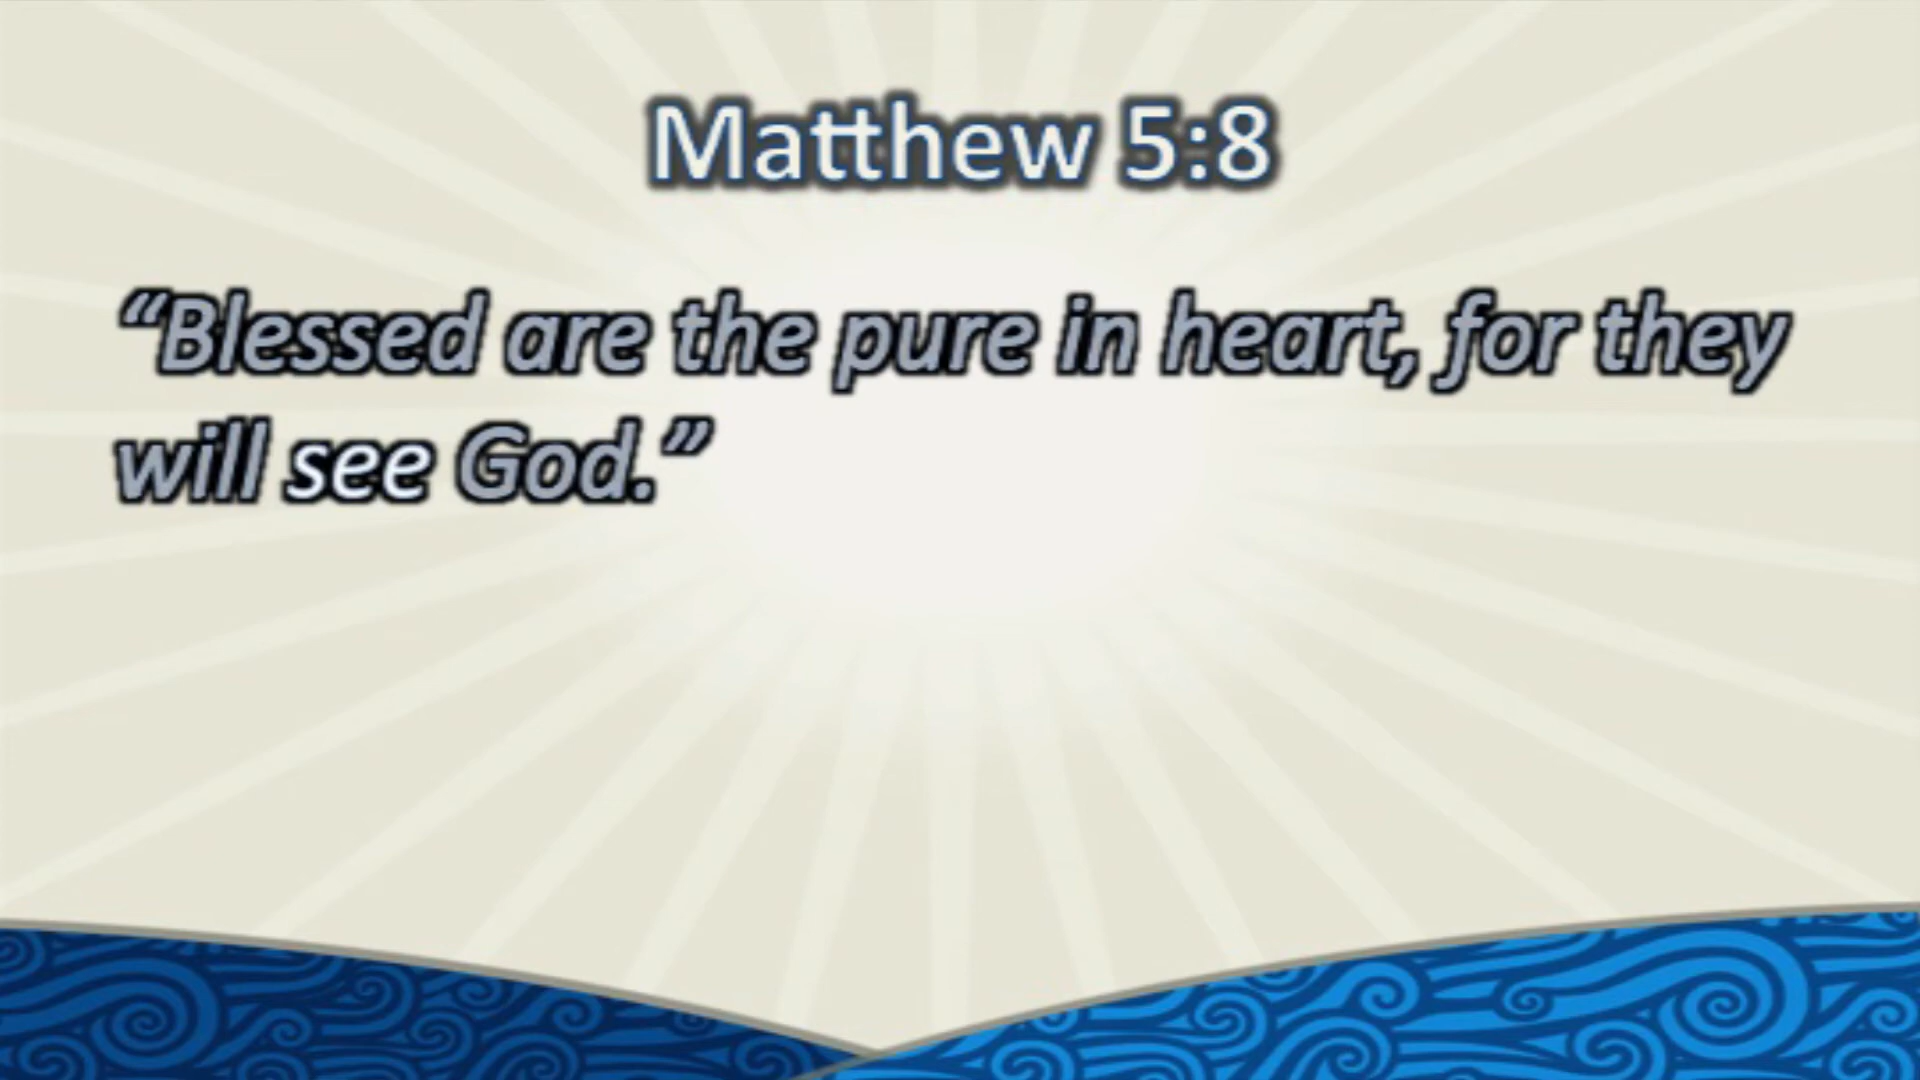 Matthew 5:8
“Blessed are the pure in heart, for they
will see God.”